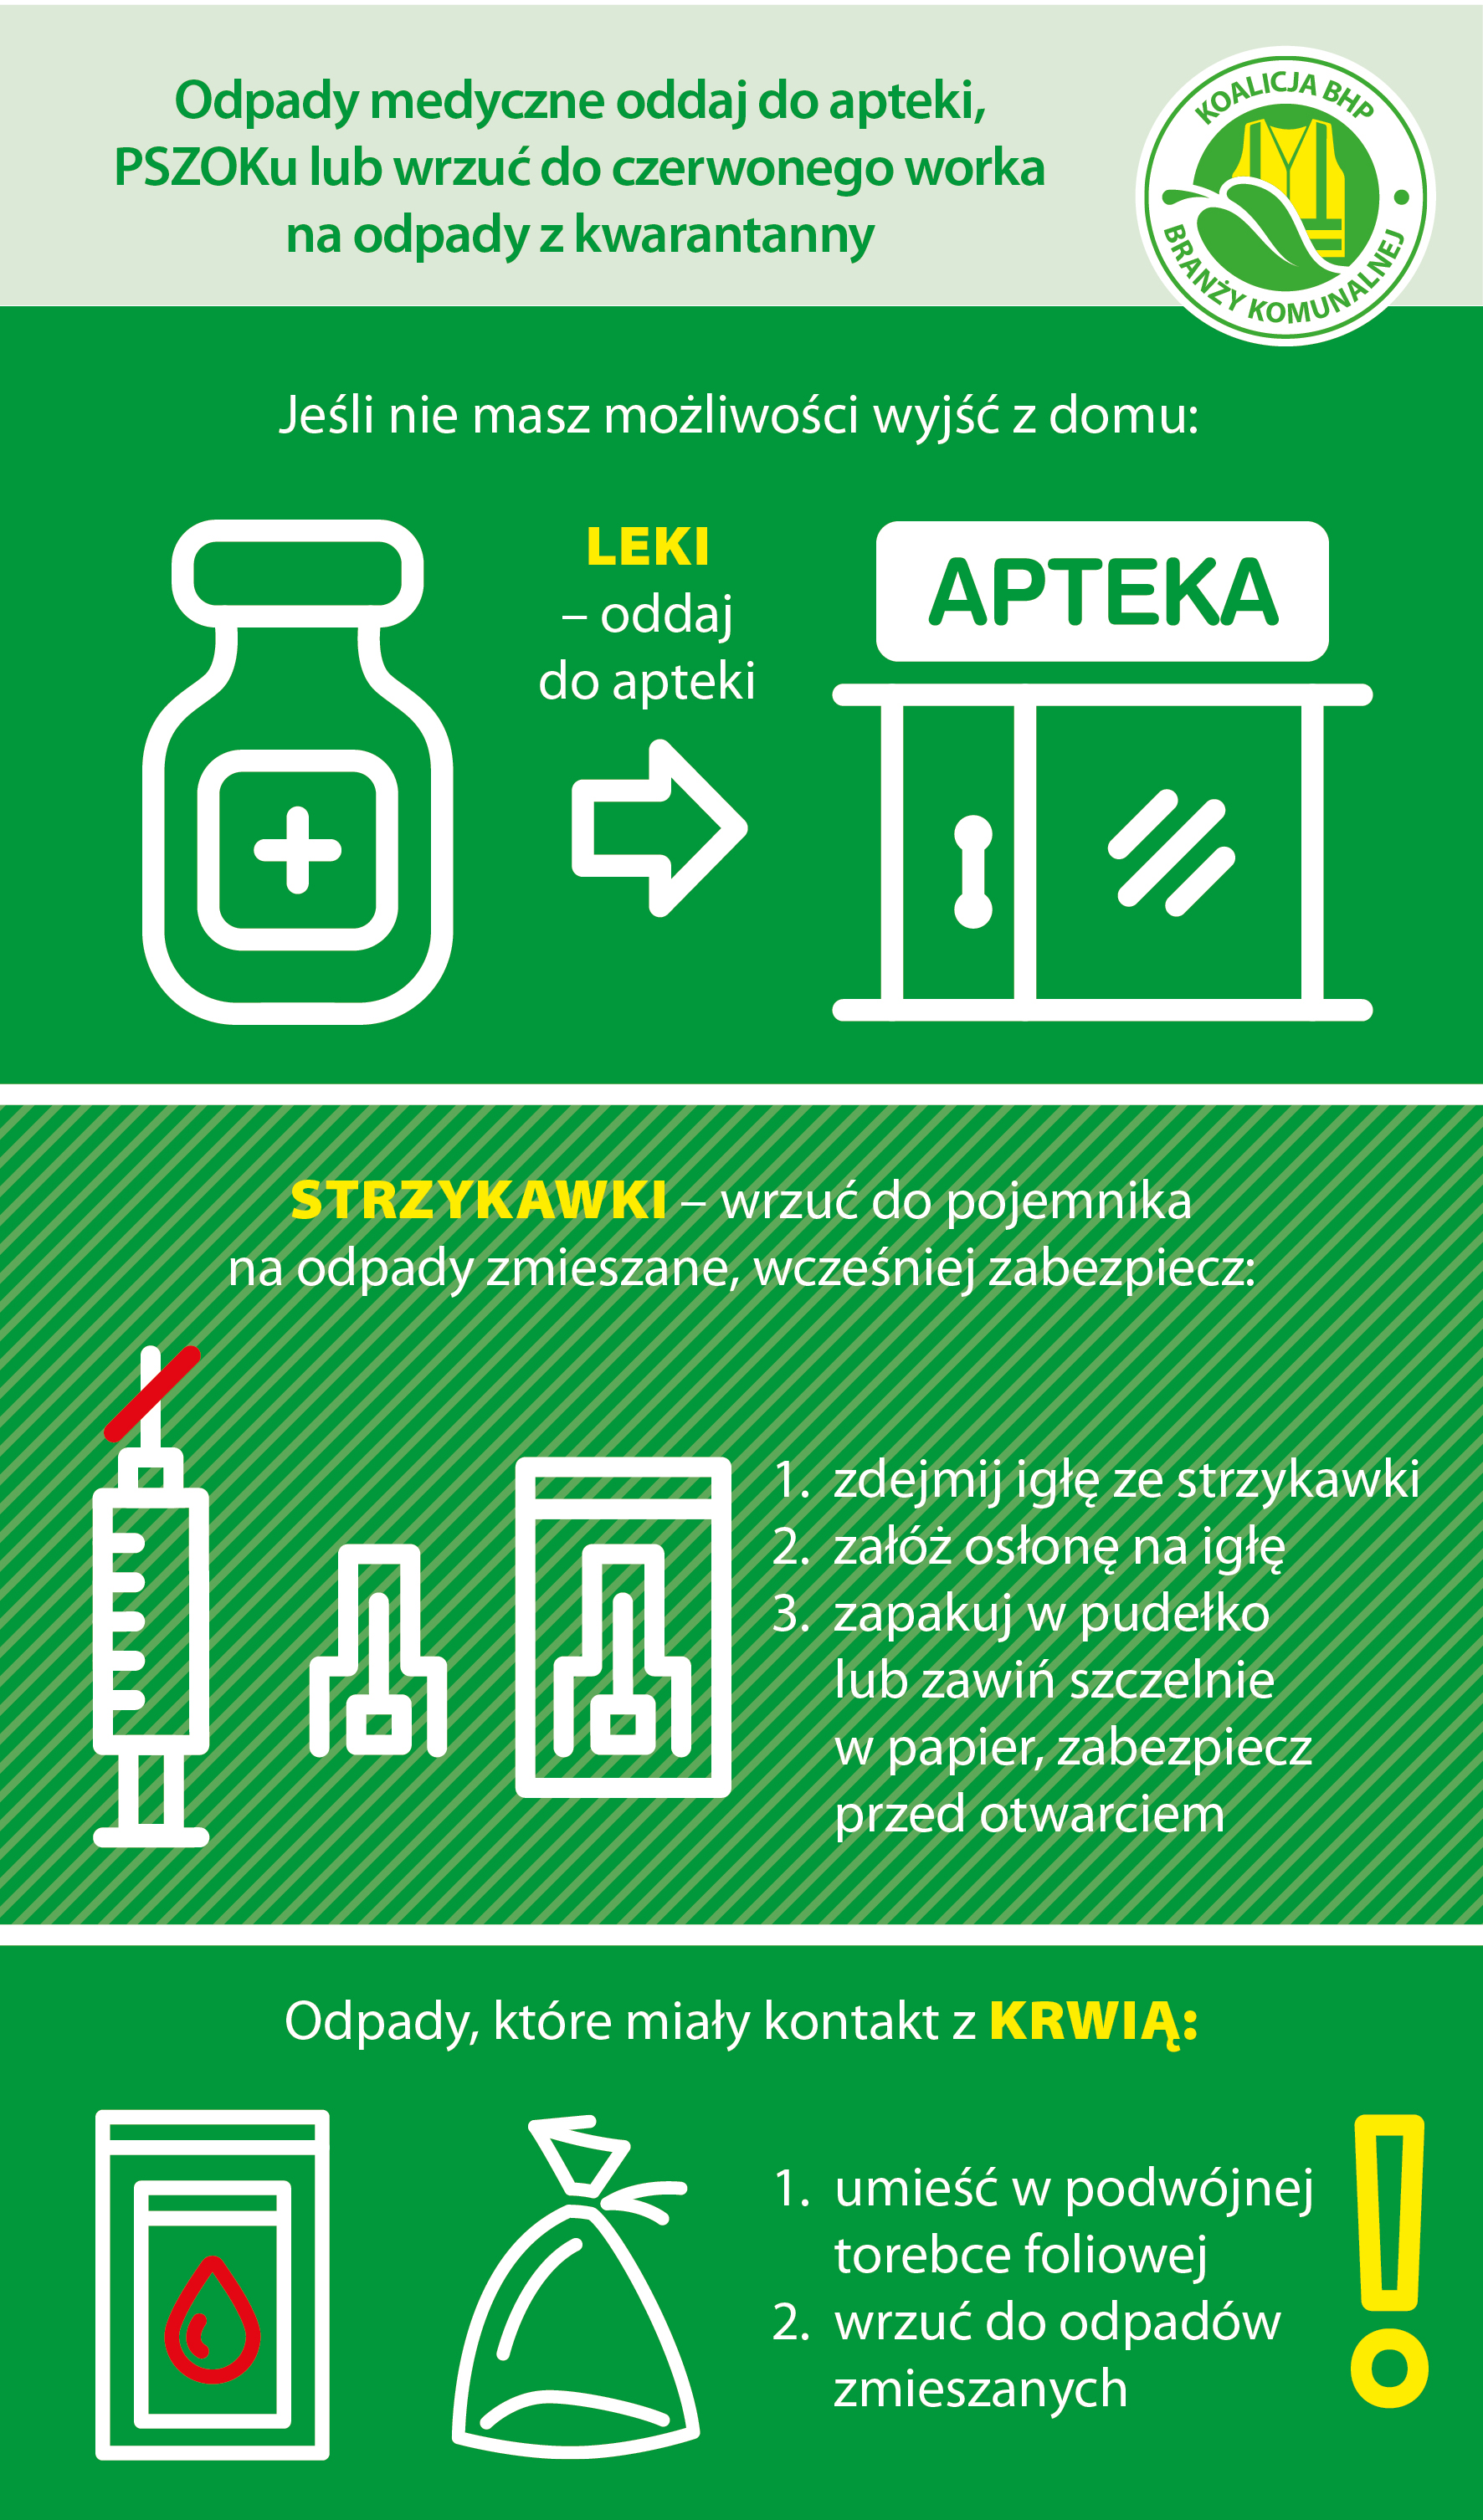 Odpady medyczne oddaj do apteki,
PSZOKu lub wrzuć do czerwonego worka
na odpady z kwarantanny
KOALICJA BHP
BRANŻY KOMUNALNEJ
Jeśli nie masz możliwości wyjść z domu:
LEKI
– oddaj
do apteki
APTEKA
STRZYKAWKI – wrzuć do pojemnika
na odpady zmieszane, wcześniej zabezpiecz:
1. zdejmij igłę ze strzykawki
2. załóż osłonę na igłę
3. zapakuj w pudełko
lub zawiń szczelnie
w papier, zabezpiecz
przed otwarciem
Odpady, które miały kontakt z KRWIĄ:
1. umieść w podwójnej
torebce foliowej
2. wrzuć do odpadów
zmieszanych